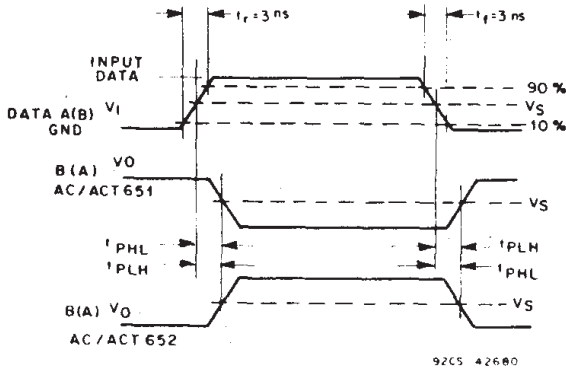 tr=3 ns
tf=3 ns
INPUT
DATA
90 %
DATA A(B) VI
VS
GND
10 %
B(A) VO
AC/ACT 651
VS
tPHL
tPLH
tPLH
tPHL
B(A) VO
VS
AC/ACT 652
92CS 42680